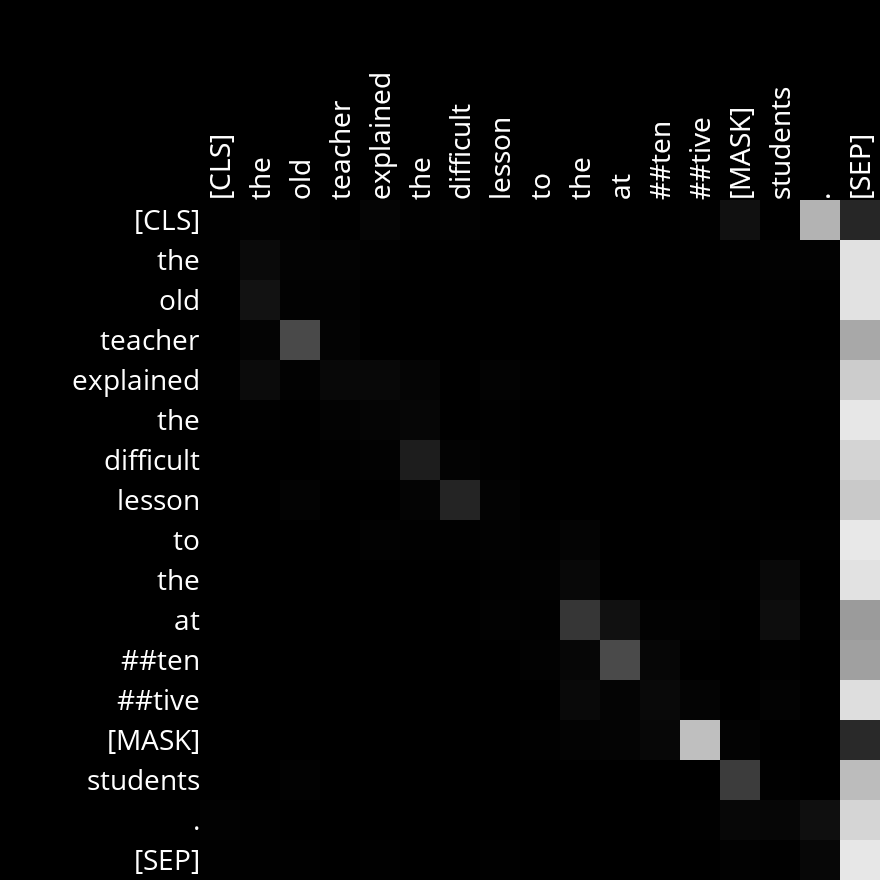 [CLS] the old teacher explained the difficult lesson to the at ##ten ##tive [MASK] students . [SEP]
[CLS]
the
old
teacher
explained
the
difficult
lesson
to
the
at
##ten
##tive
[MASK]
students
.
[SEP]